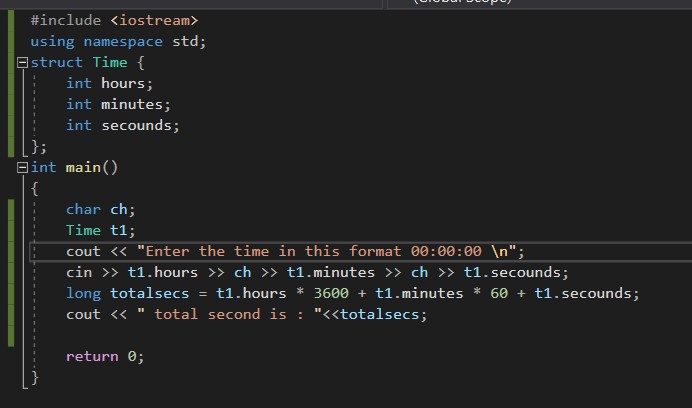 (Global Scope)
#include <iostream>
using namespace std;
struct Time {
int hours;
int minutes;
int secounds;
};
int main()
{
char ch;
Time t1;
cout << "Enter the time in this format 00:00:00 \n";
cin >> t1.hours >> ch >> t1.minutes >> ch >> t1.secounds;
long totalsecs = t1.hours * 3600 + t1.minutes * 60 + t1.secounds;
cout << " total second is : "<<totalsecs;
return 0;
}